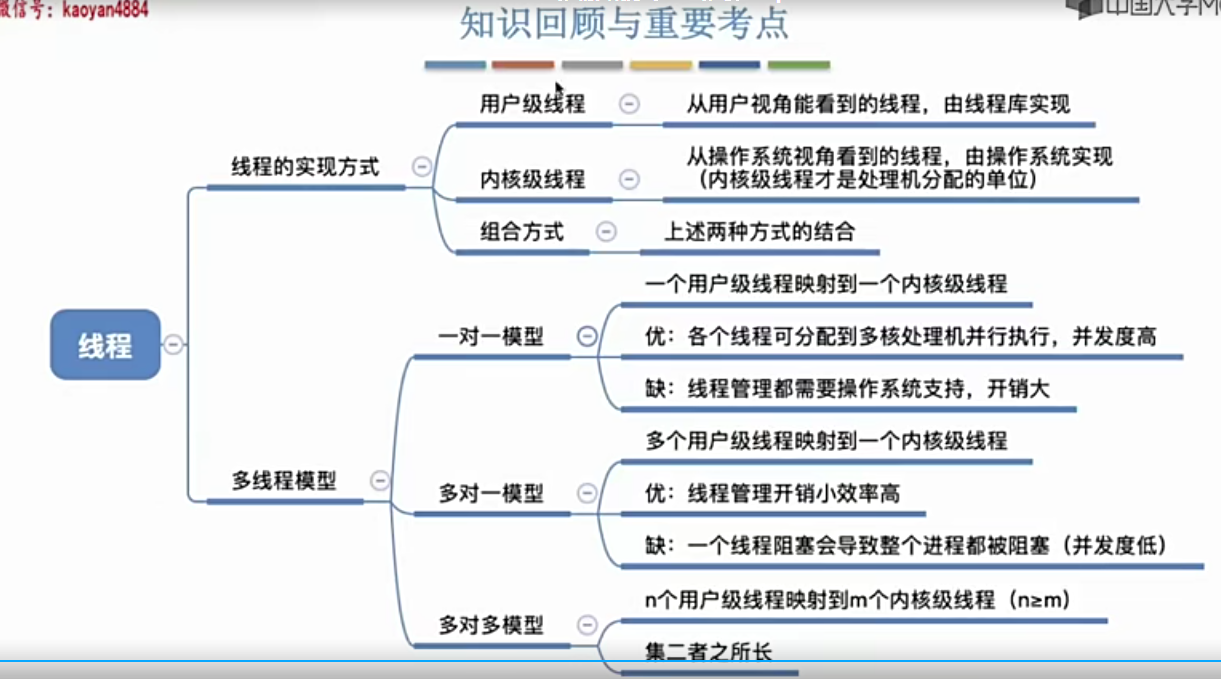 微信号：kaoyan4884
中国大学M
知识回顾与重要考点
用户级线程
从用户视角能看到的线程，由线程库实现
线程的实现方式
内核级线程
从操作系统视角看到的线程，由操作系统实现
（内核级线程才是处理机分配的单位）
组合方式
上述两种方式的结合
线程
一对一模型
一个用户级线程映射到一个内核级线程
优：各个线程可分配到多核处理机并行执行，并发度高
缺：线程管理都需要操作系统支持，开销大
多线程模型
多对一模型
多个用户级线程映射到一个内核级线程
优：线程管理开销小效率高
缺：一个线程阻塞会导致整个进程都被阻塞（并发度低）
多对多模型
n个用户级线程映射到m个内核级线程（n≥m）
集二者之所长